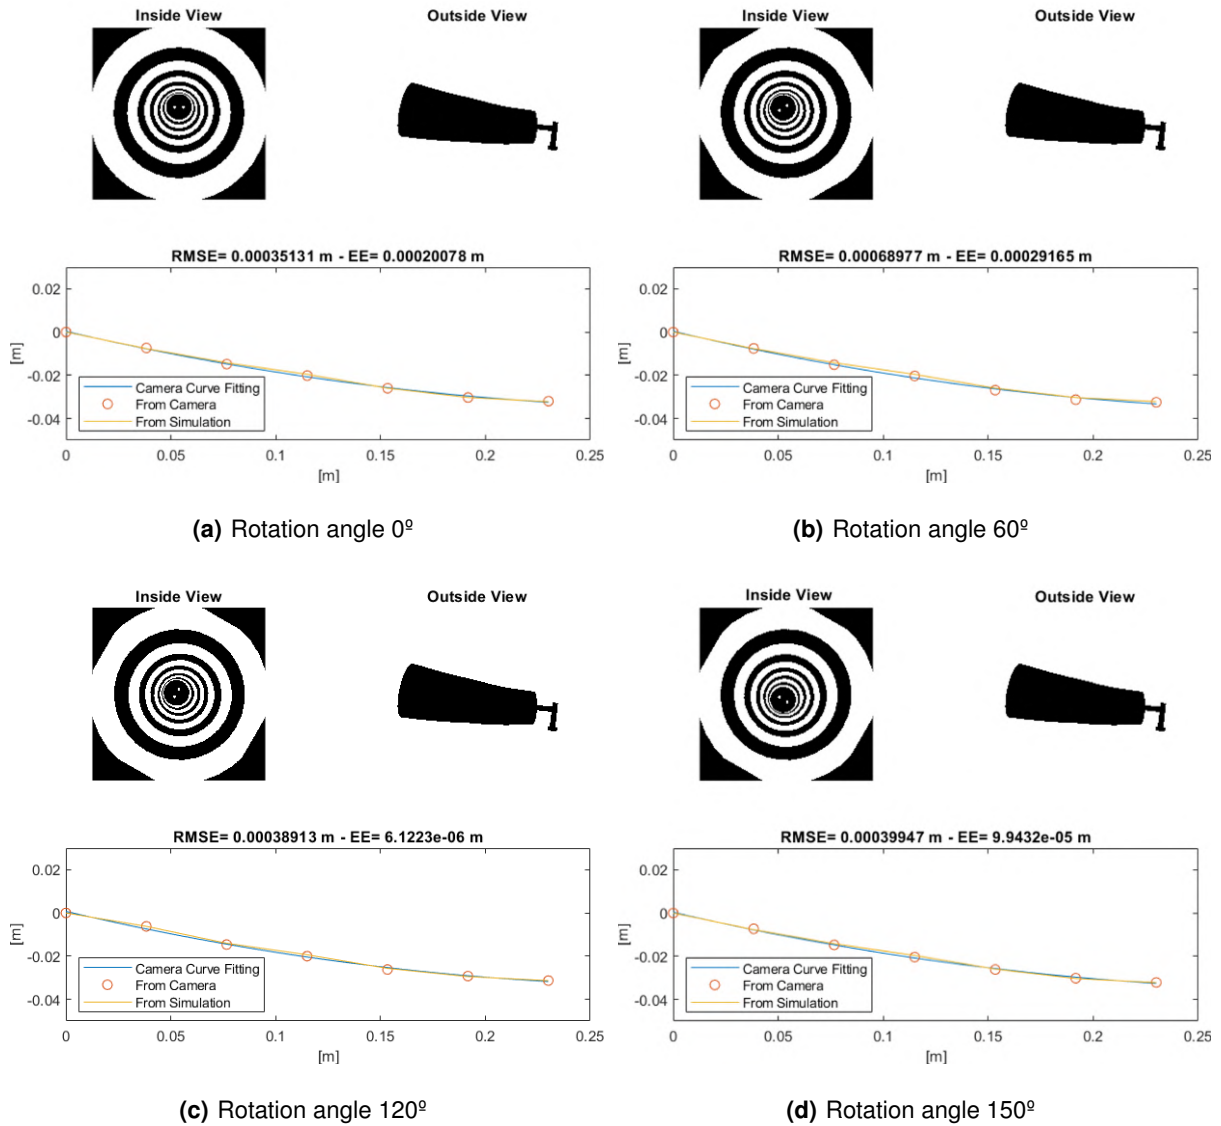 Inside View
Outside View
RMSE= 0.00035131 m - EE= 0.00020078 m
0.02
0
-0.02
-0.04
[m]
Camera Curve Fitting
From Camera
From Simulation
0
0.05
0.1
0.15
0.2
0.25
[m]
(a) Rotation angle 0º
Inside View
Outside View
RMSE= 0.00068977 m - EE= 0.00029165 m
0.02
0
-0.02
-0.04
[m]
Camera Curve Fitting
From Camera
From Simulation
0
0.05
0.1
0.15
0.2
0.25
[m]
(b) Rotation angle 60º
Inside View
Outside View
RMSE= 0.00038913 m - EE= 6.1223e-06 m
0.02
0
-0.02
-0.04
[m]
Camera Curve Fitting
From Camera
From Simulation
0
0.05
0.1
0.15
0.2
0.25
[m]
(c) Rotation angle 120º
Inside View
Outside View
RMSE= 0.00039947 m - EE= 9.9432e-05 m
0.02
0
-0.02
-0.04
[m]
Camera Curve Fitting
From Camera
From Simulation
0
0.05
0.1
0.15
0.2
0.25
[m]
(d) Rotation angle 150º